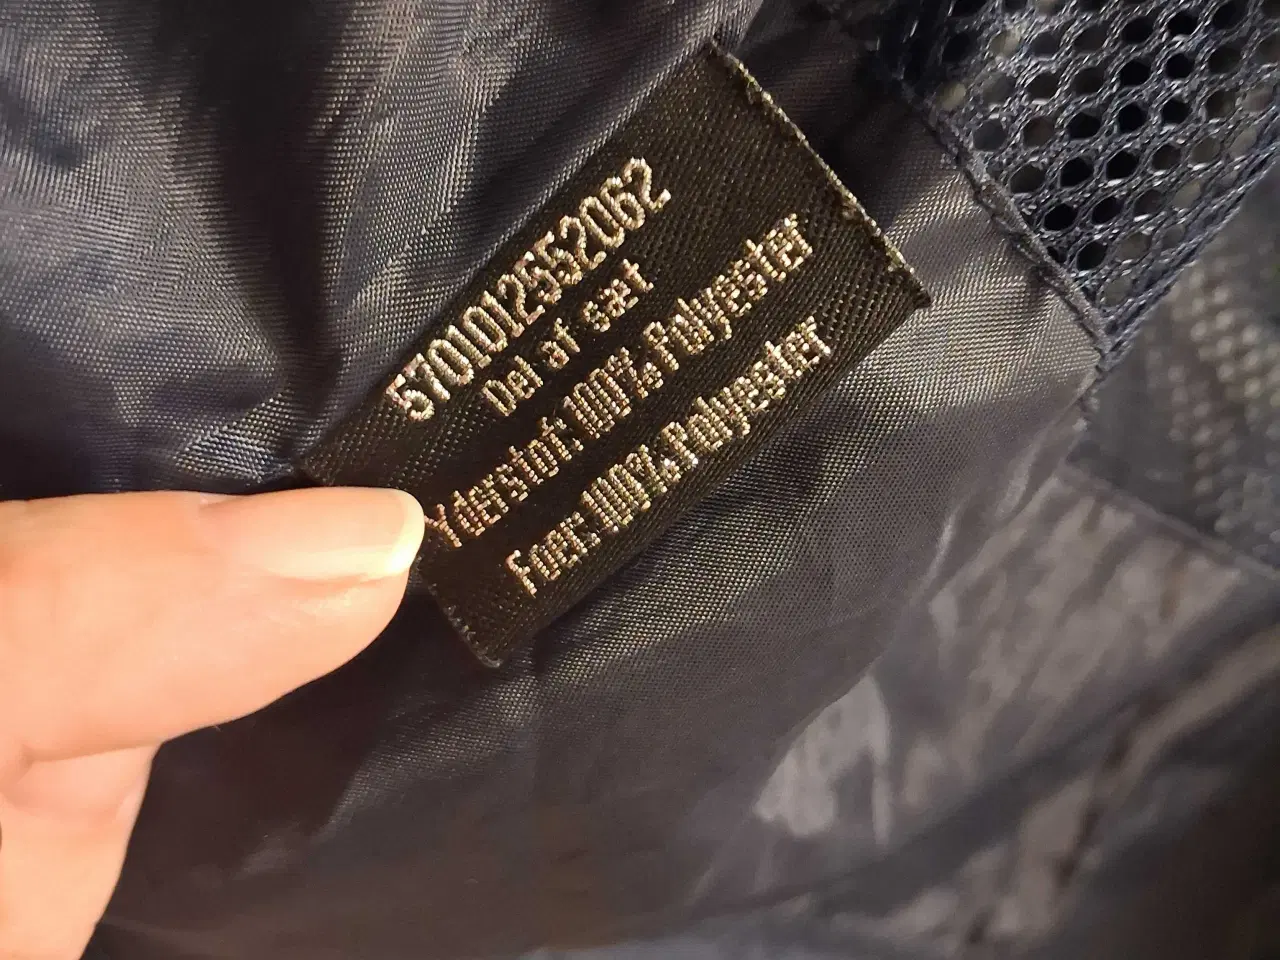 5701012552062
Del af sæt
Yderstof: 100% Polyester
Foer: 100% Polyester